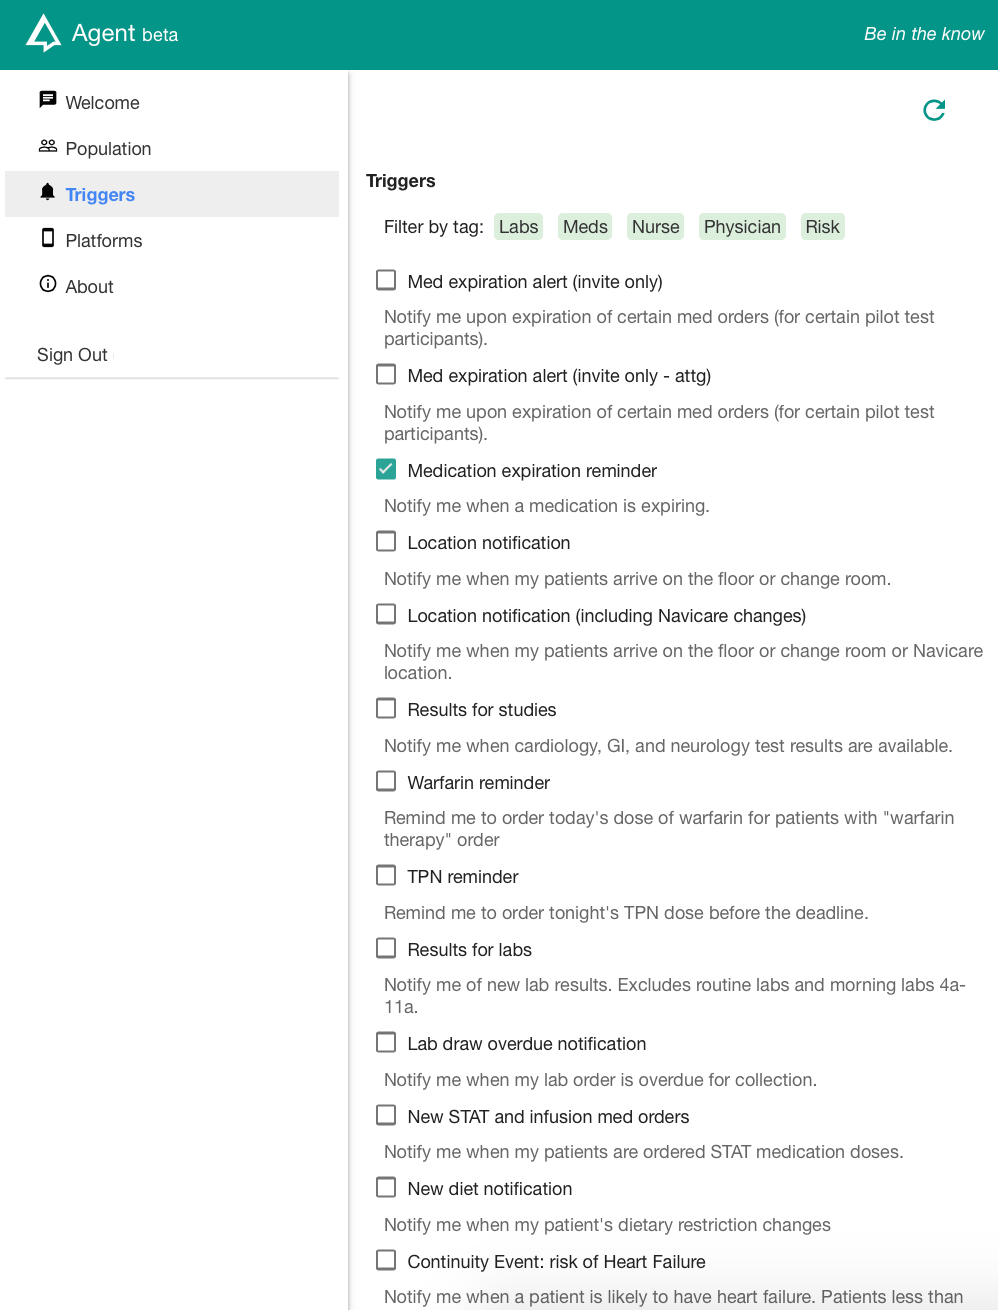 Agent beta
Be in the know
Welcome
Population
Triggers
Platforms
About
Sign Out
Triggers
Filter by tag: Labs Meds Nurse Physician Risk
Med expiration alert (invite only)
Notify me upon expiration of certain med orders (for certain pilot test
participants).
Med expiration alert (invite only - attg)
Notify me upon expiration of certain med orders (for certain pilot test
participants).
Medication expiration reminder
Notify me when a medication is expiring.
Location notification
Notify me when my patients arrive on the floor or change room.
Location notification (including Navicare changes)
Notify me when my patients arrive on the floor or change room or Navicare
location.
Results for studies
Notify me when cardiology, GI, and neurology test results are available.
Warfarin reminder
Remind me to order today's dose of warfarin for patients with "warfarin
therapy" order
TPN reminder
Remind me to order tonight's TPN dose before the deadline.
Results for labs
Notify me of new lab results. Excludes routine labs and morning labs 4a-
11a.
Lab draw overdue notification
Notify me when my lab order is overdue for collection.
New STAT and infusion med orders
Notify me when my patients are ordered STAT medication doses.
New diet notification
Notify me when my patient's dietary restriction changes
Continuity Event: risk of Heart Failure
Notify me when a patient is likely to have heart failure. Patients less than